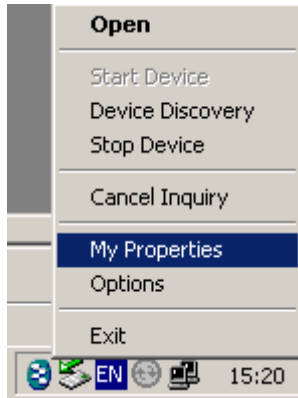 Open
Start Device
Device Discovery
Stop Device
Cancel Inquiry
My Properties
Options
Exit
EN 15:20